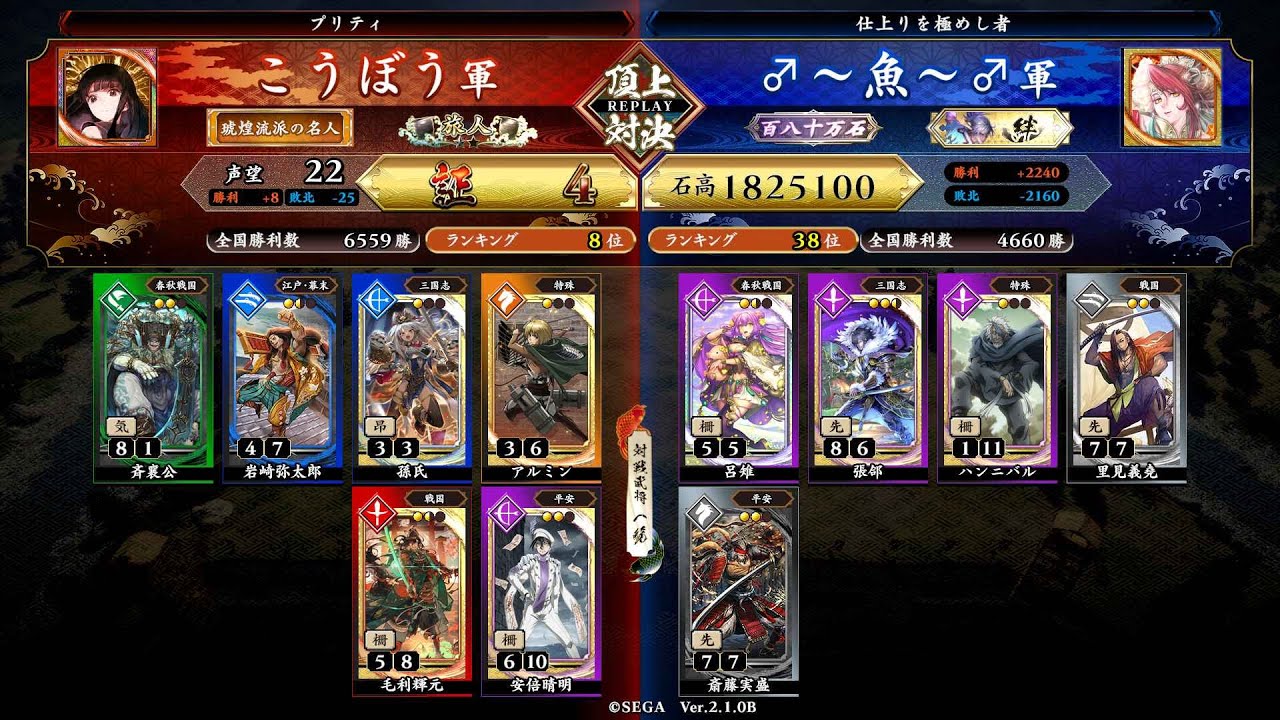 プリティ
仕上りを極めし者
こうぼう軍
頂上
REPLAY
対決
♂～魚～♂軍
琥煌流派の名人
旅人
百八十万石
絆
声望 22
勝利 +8 敗北 -25
証 4
石高 1825100
勝利 +2240
敗北 -2160
全国勝利数 6559勝
ランキング 8位
ランキング 38位
全国勝利数 4660勝
春秋戦国
気
8 1
斉襄公
江戸・幕末
4 7
岩崎弥太郎
三国志
昂
3 3
孫氏
特殊
3 6
アルミン
春秋戦国
柵
5 5
呂雉
三国志
先
8 6
張郃
特殊
柵
1 11
ハンニバル
戦国
先
7 7
里見義堯
対戦武将一覧
戦国
柵
5 8
毛利輝元
平安
柵
6 10
安倍晴明
平安
先
7 7
斎藤実盛
©SEGA Ver.2.1.0B